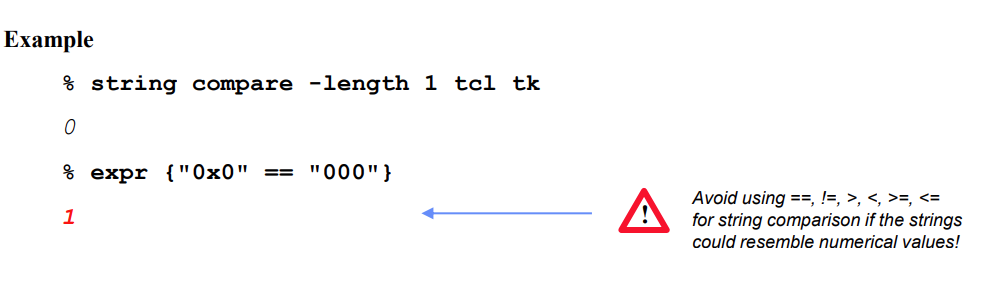 Example
% string compare -length 1 tcl tk
0
% expr {"0x0" == "000"}
1
!
Avoid using ==, !=, >, <, >=, <=
for string comparison if the strings
could resemble numerical values!